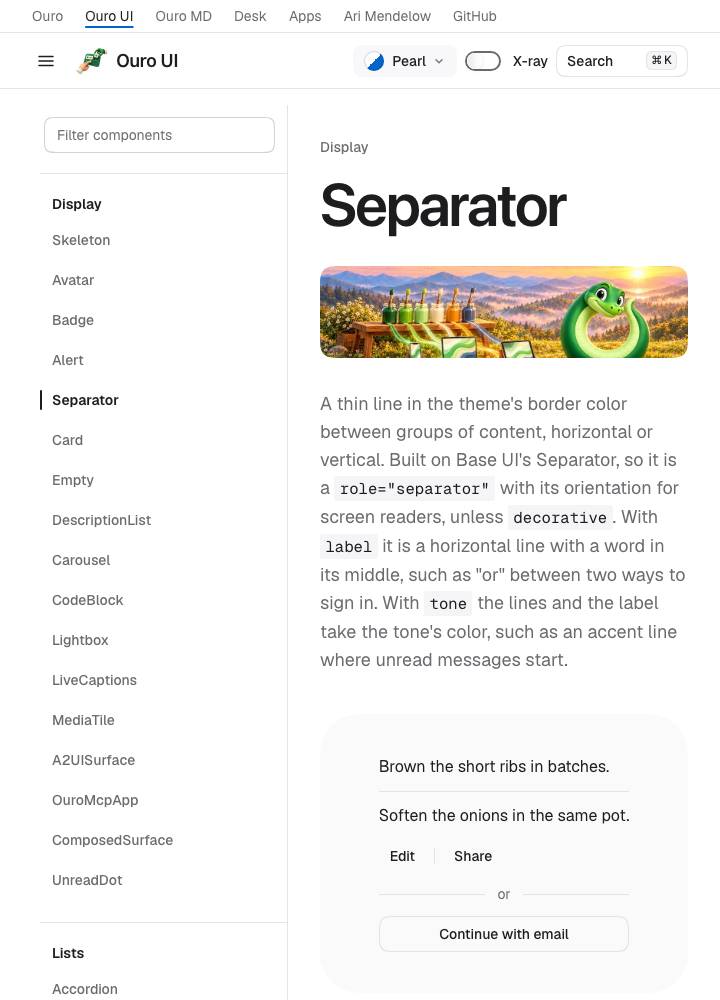 Ouro Ouro UI Ouro MD Desk Apps Ari Mendelow GitHub
Ouro UI Pearl X-ray Search ⌘ K
Filter components
Display
Skeleton
Avatar
Badge
Alert
Separator
Card
Empty
DescriptionList
Carousel
CodeBlock
Lightbox
LiveCaptions
MediaTile
A2UISurface
OuroMcpApp
ComposedSurface
UnreadDot
Lists
Accordion
Display
Separator
A thin line in the theme's border color
between groups of content, horizontal or
vertical. Built on Base UI's Separator, so it is
a role="separator" with its orientation for
screen readers, unless decorative. With
label it is a horizontal line with a word in
its middle, such as "or" between two ways to
sign in. With tone the lines and the label
take the tone's color, such as an accent line
where unread messages start.
Brown the short ribs in batches.
Soften the onions in the same pot.
Edit Share
or
Continue with email